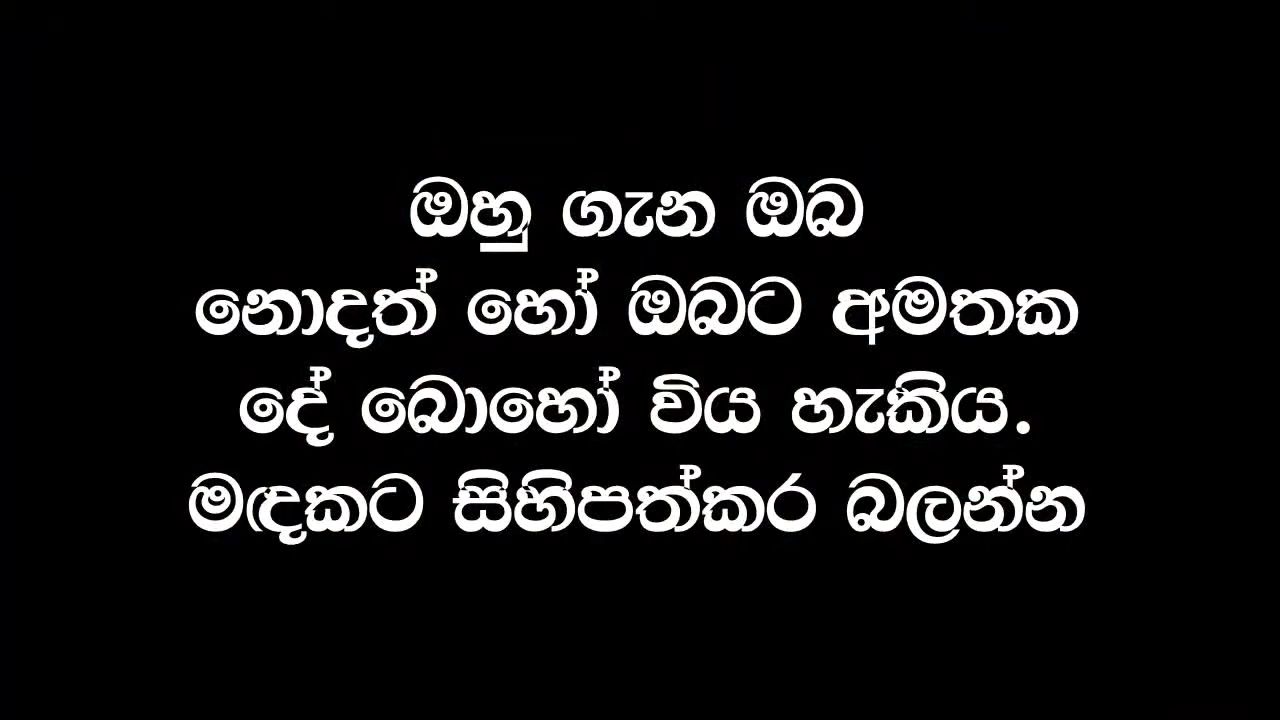 ඔහු ගැන ඔබ
නොදත් හෝ ඔබට අමතක
දේ බොහෝ විය හැකිය.
මඳකට සිහිපත්කර බලන්න